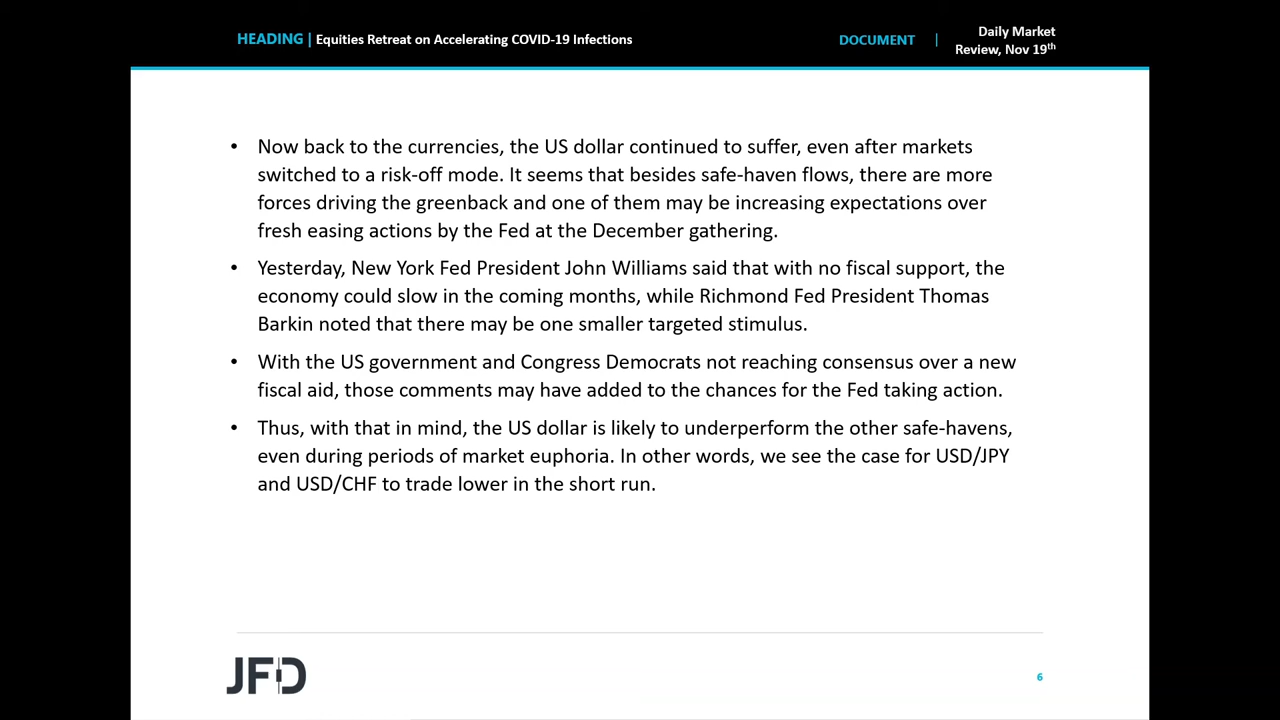 HEADING | Equities Retreat on Accelerating COVID-19 Infections
DOCUMENT |
Daily Market
Review, Nov 19th
• Now back to the currencies, the US dollar continued to suffer, even after markets
switched to a risk-off mode. It seems that besides safe-haven flows, there are more
forces driving the greenback and one of them may be increasing expectations over
fresh easing actions by the Fed at the December gathering.
• Yesterday, New York Fed President John Williams said that with no fiscal support, the
economy could slow in the coming months, while Richmond Fed President Thomas
Barkin noted that there may be one smaller targeted stimulus.
• With the US government and Congress Democrats not reaching consensus over a new
fiscal aid, those comments may have added to the chances for the Fed taking action.
• Thus, with that in mind, the US dollar is likely to underperform the other safe-havens,
even during periods of market euphoria. In other words, we see the case for USD/JPY
and USD/CHF to trade lower in the short run.
JFD
6